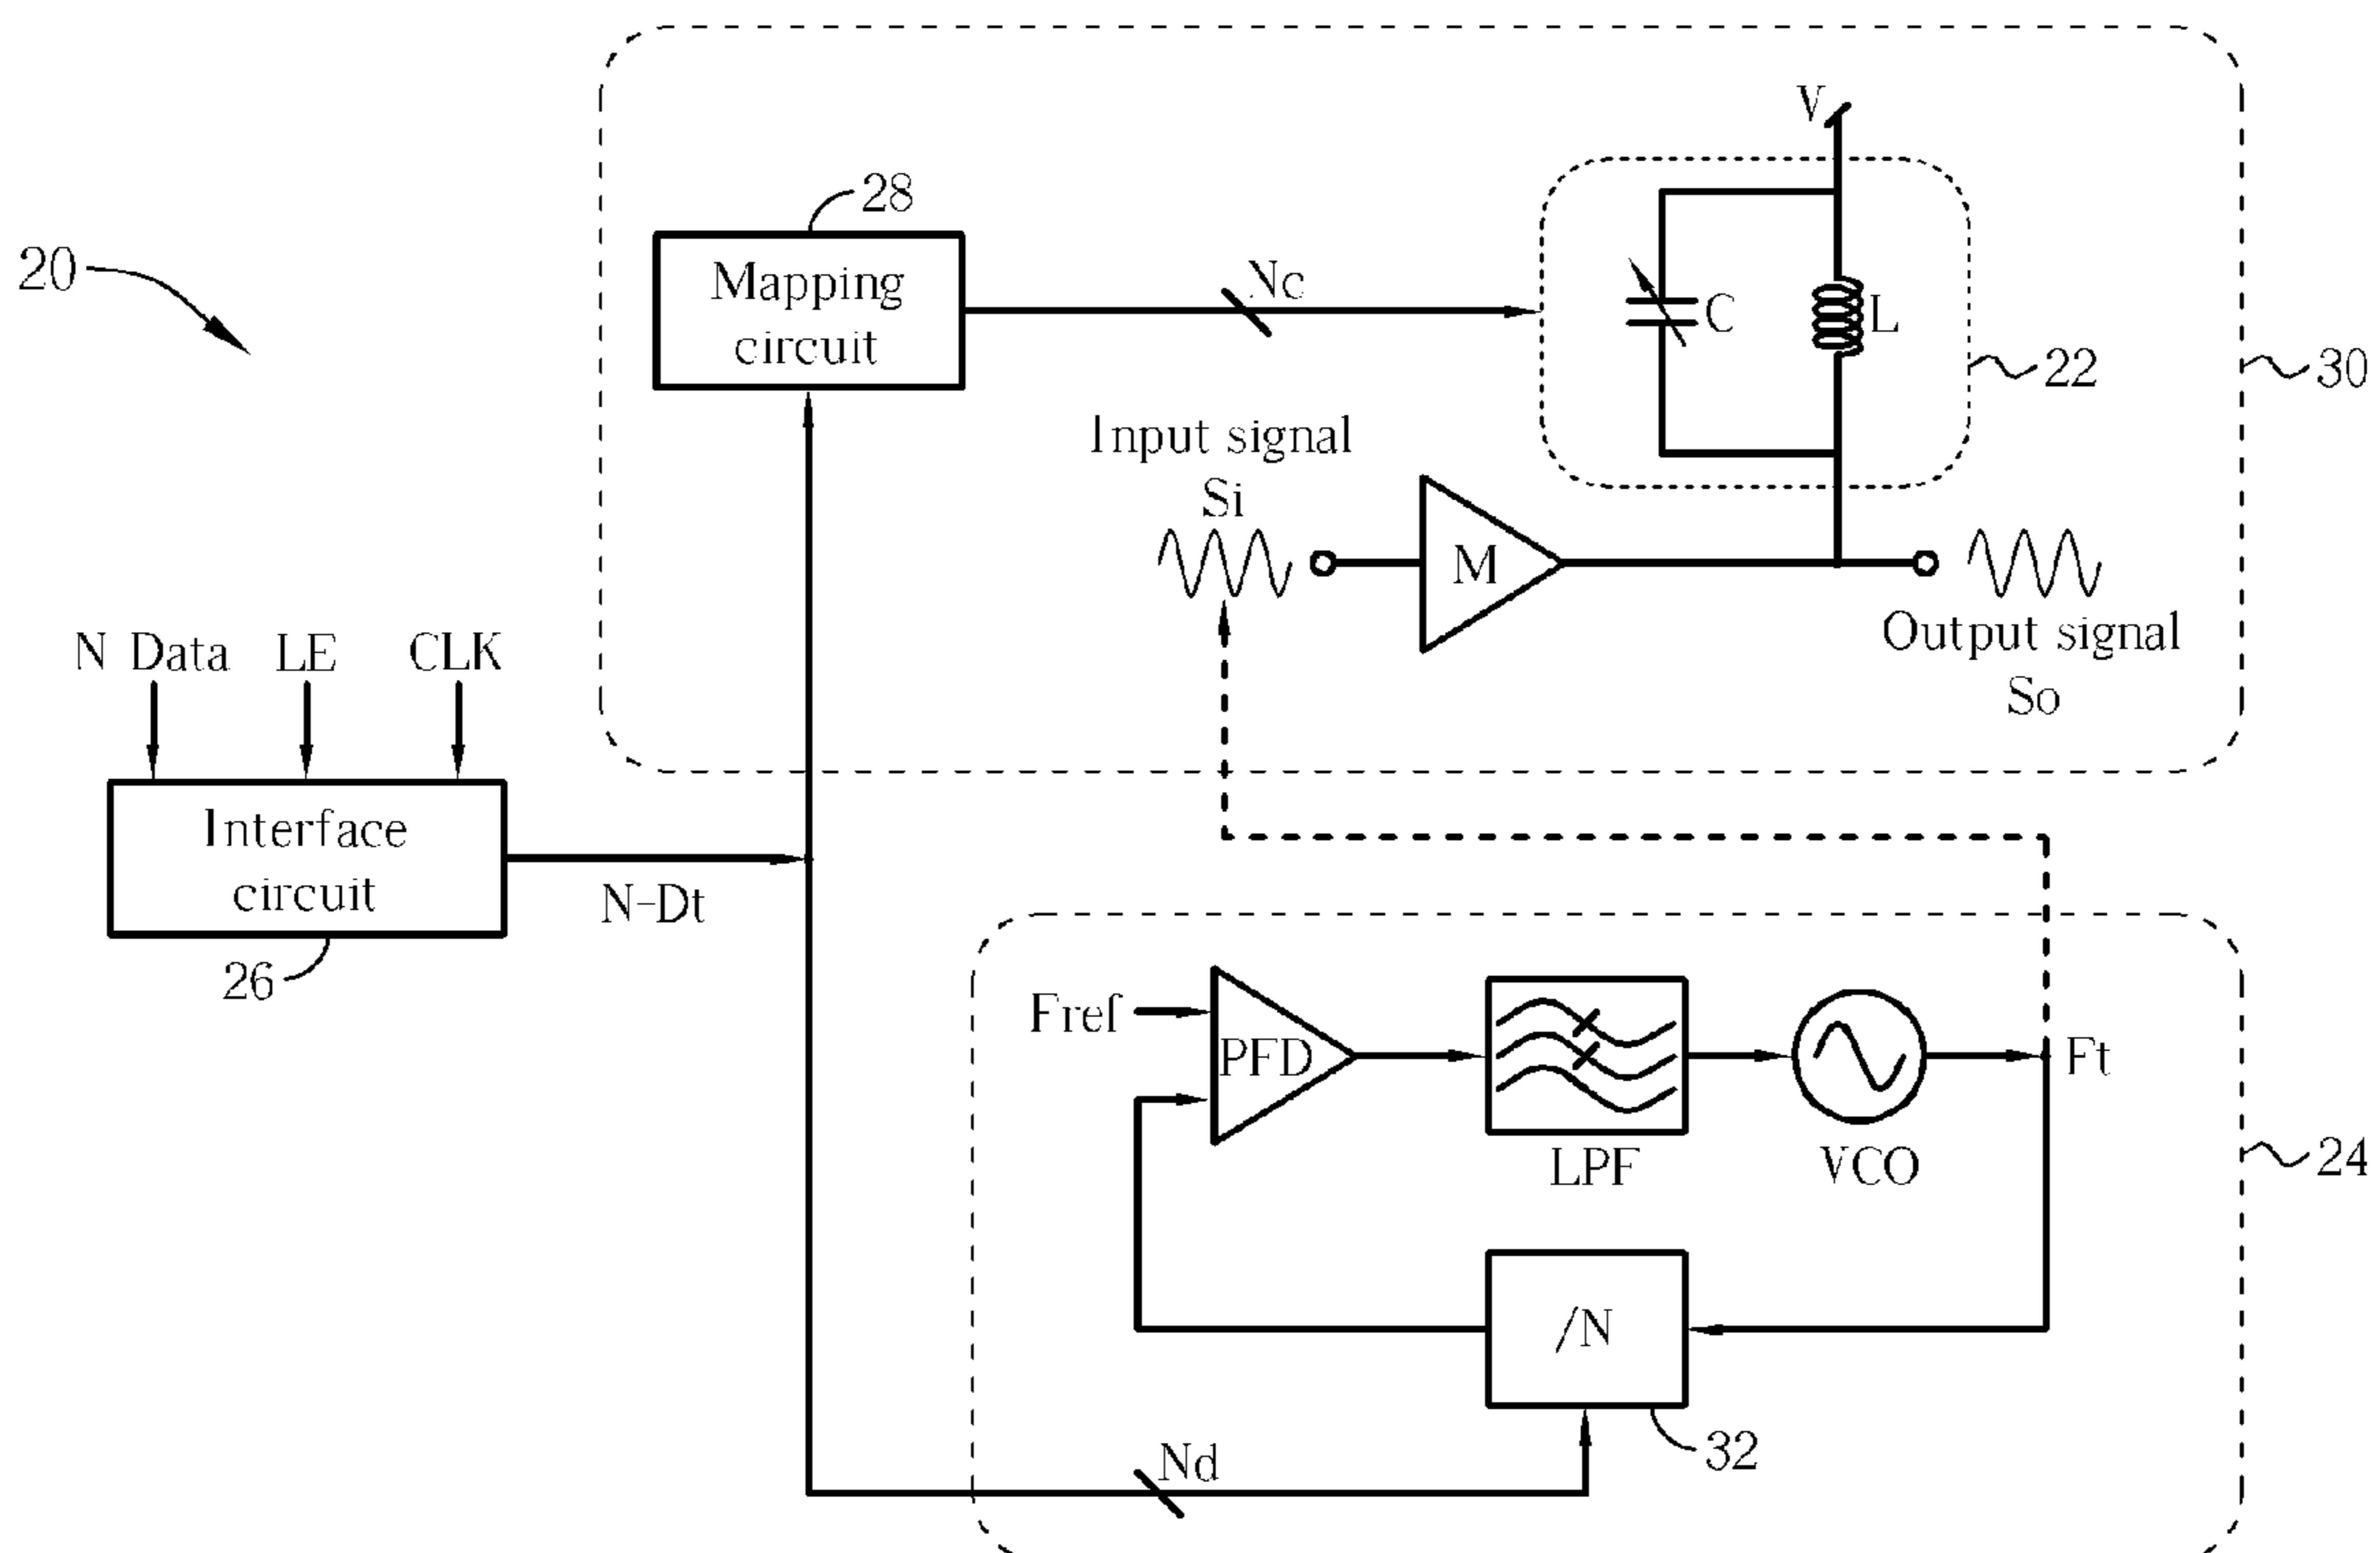 V
28
20
Mapping
circuit
Nc
C
L
22
30
Input signal
Si
M
Output signal
So
N Data
LE
CLK
Interface
circuit
N-Dt
26
Fref
PFD
LPF
VCO
Ft
24
/N
32
Nd